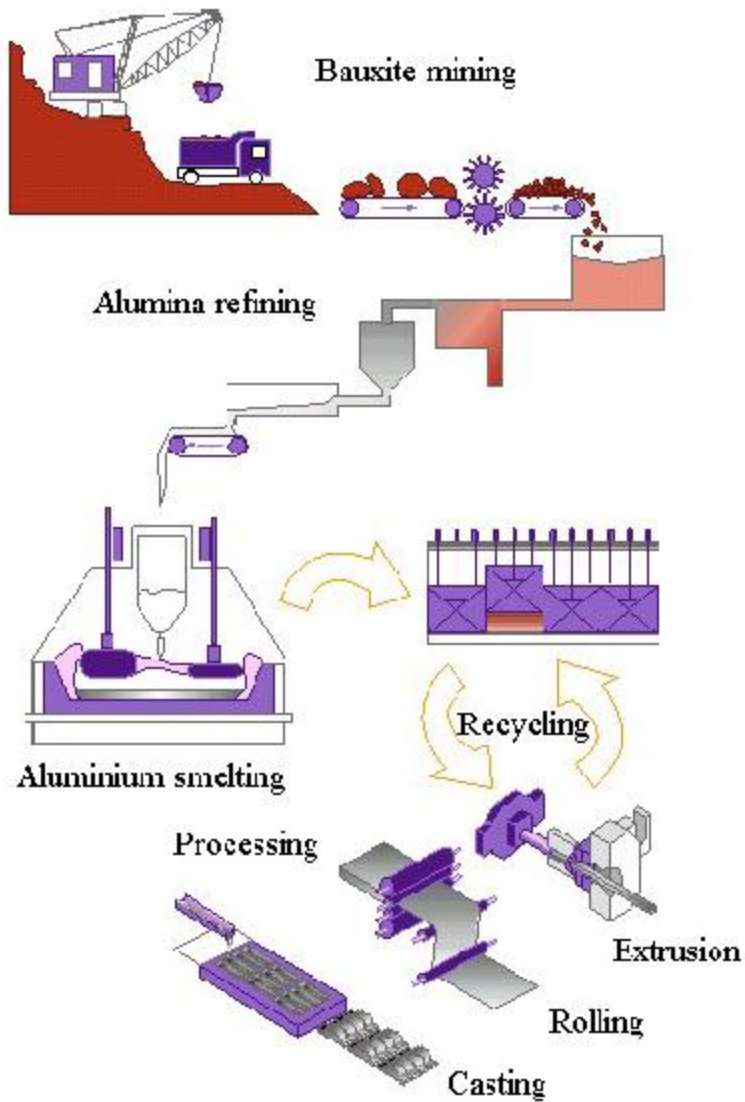 Bauxite mining
Alumina refining
Recycling
Aluminium smelting
Processing
Extrusion
Rolling
Casting